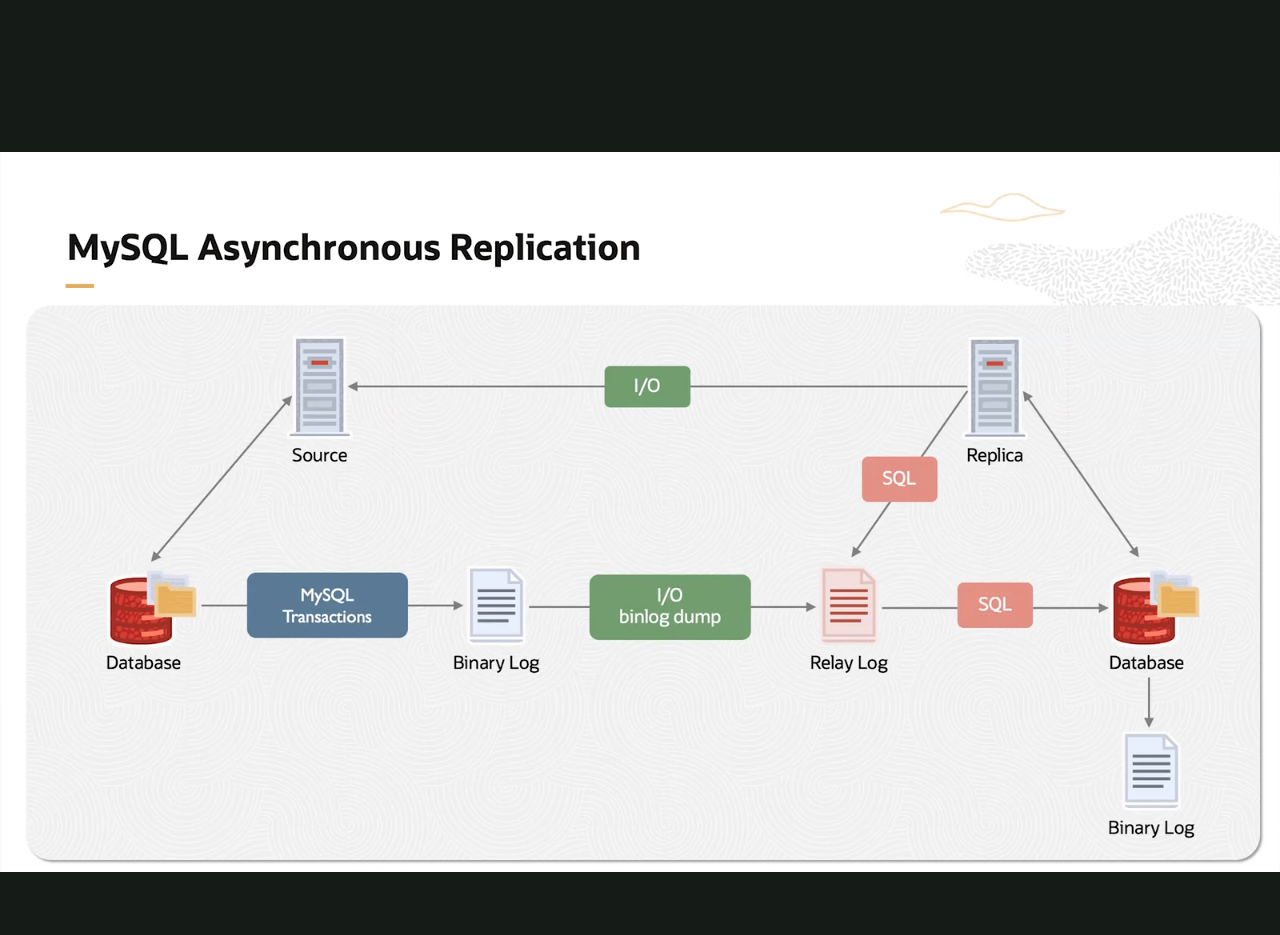 MySQL Asynchronous Replication
I/O
Source
Replica
SQL
MySQL
Transactions
I/O
binlog dump
SQL
Database
Binary Log
Relay Log
Database
Binary Log